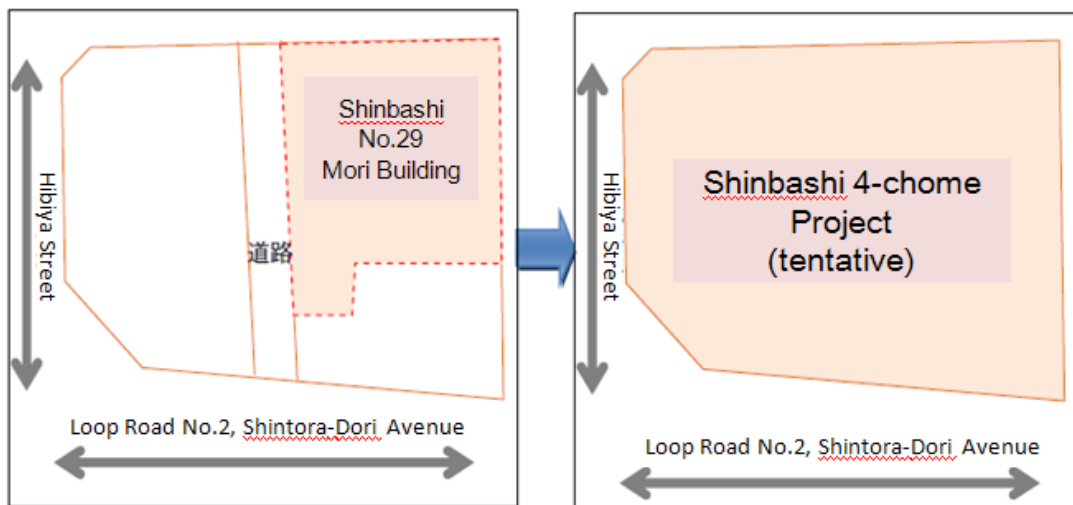 Shinbashi
No.29
Mori Building
道路
Hibiya Street
Loop Road No.2, Shintora-Dori Avenue
Shinbashi 4-chome
Project
(tentative)
Hibiya Street
Loop Road No.2, Shintora-Dori Avenue